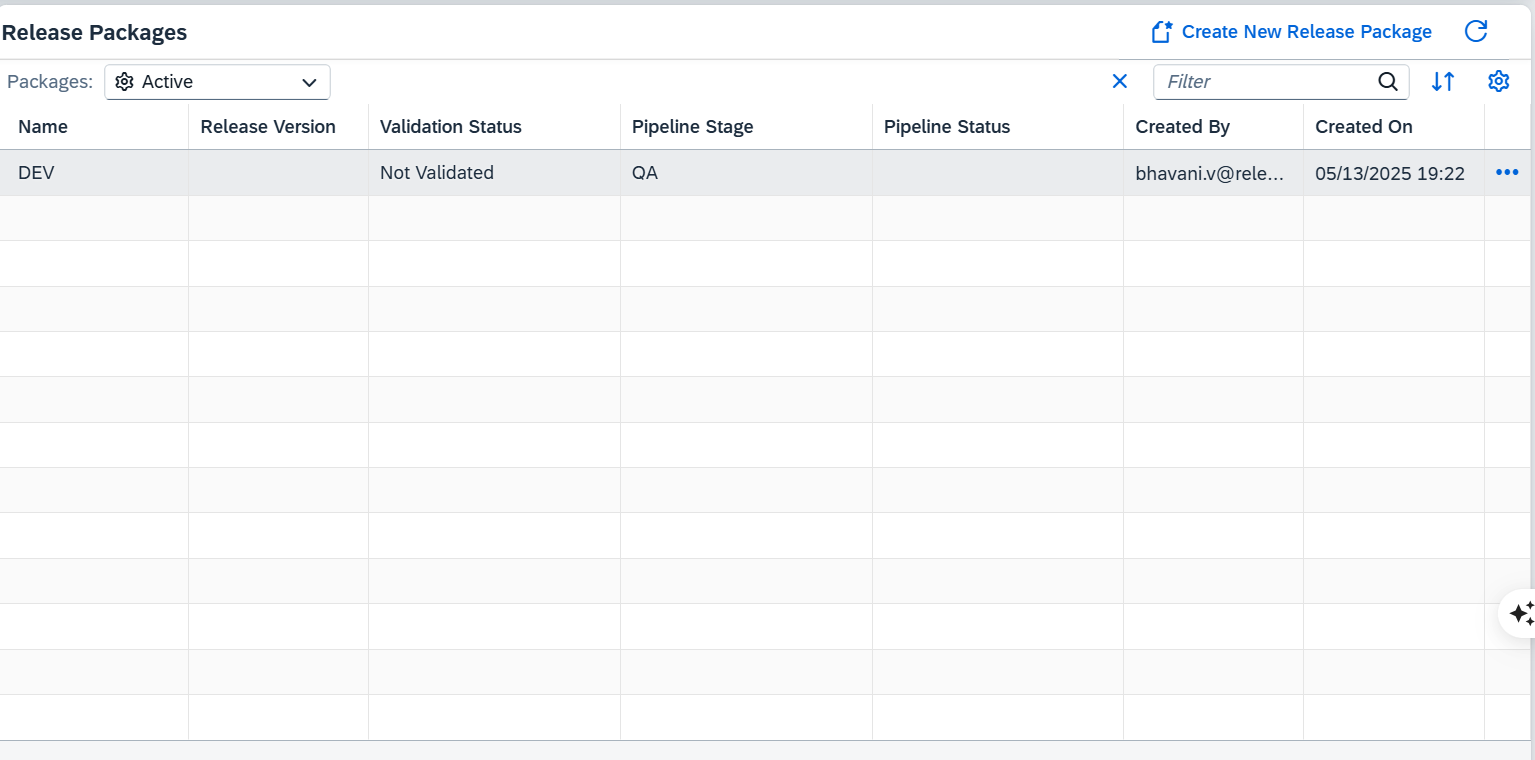 Release Packages
Create New Release Package
Packages: Active
Filter
Name Release Version Validation Status Pipeline Stage Pipeline Status Created By Created On
DEV Not Validated QA bhavani.v@rele... 05/13/2025 19:22